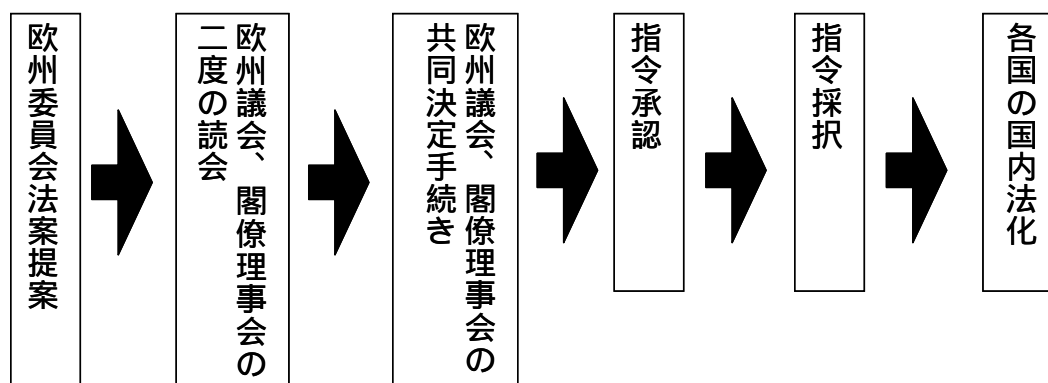 欧州委員会法案提案
欧州議会、閣僚理事会の
二度の読会
欧州議会、閣僚理事会の
共同決定手続き
指令承認
指令採択
各国の国内法化